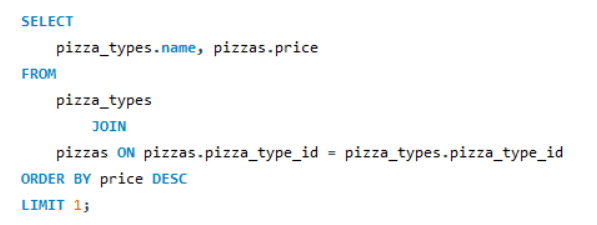 SELECT
    pizza_types.name, pizzas.price
FROM
    pizza_types
        JOIN
    pizzas ON pizzas.pizza_type_id = pizza_types.pizza_type_id
ORDER BY price DESC
LIMIT 1;